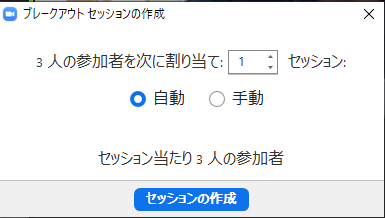 ブレークアウト セッションの作成
3 人の参加者を次に割り当て: 1 セッション:
自動 手動
セッション当たり 3 人の参加者
セッションの作成